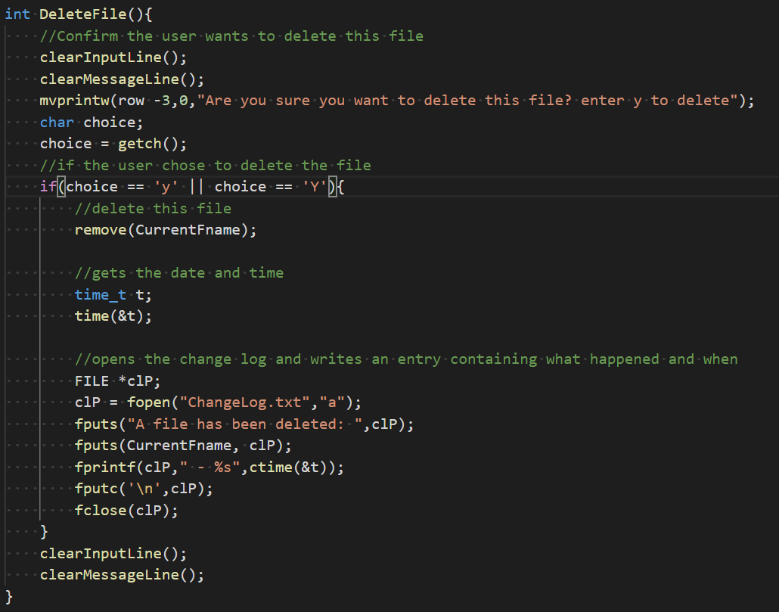 int DeleteFile(){
    //Confirm the user wants to delete this file
    clearInputLine();
    clearMessageLine();
    mvprintw(row -3,0,"Are you sure you want to delete this file? enter y to delete");
    char choice;
    choice = getch();
    //if the user chose to delete the file
    if(choice == 'y' || choice == 'Y'){
        //delete this file
        remove(CurrentFname);

        //gets the date and time
        time_t t;
        time(&t);

        //opens the change log and writes an entry containing what happened and when
        FILE *clP;
        clP = fopen("ChangeLog.txt","a");
        fputs("A file has been deleted: ",clP);
        fputs(CurrentFname, clP);
        fprintf(clP," - %s",ctime(&t));
        fputc('\n',clP);
        fclose(clP);
    }
    clearInputLine();
    clearMessageLine();
}